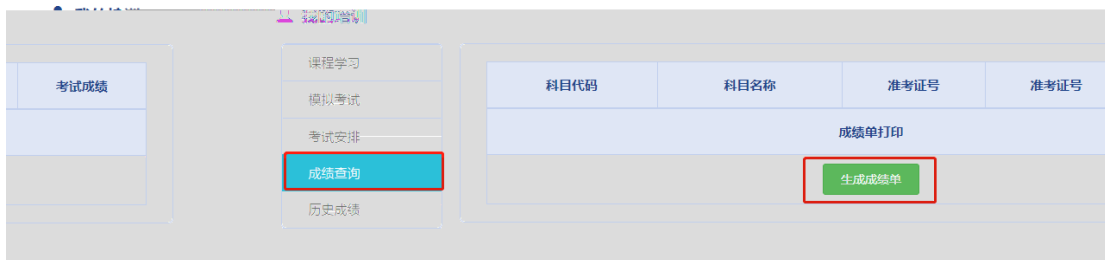 考试成绩
课程学习
模拟考试
考试安排
成绩查询
历史成绩
科目代码 科目名称 准考证号 准考证号
成绩单打印
生成成绩单